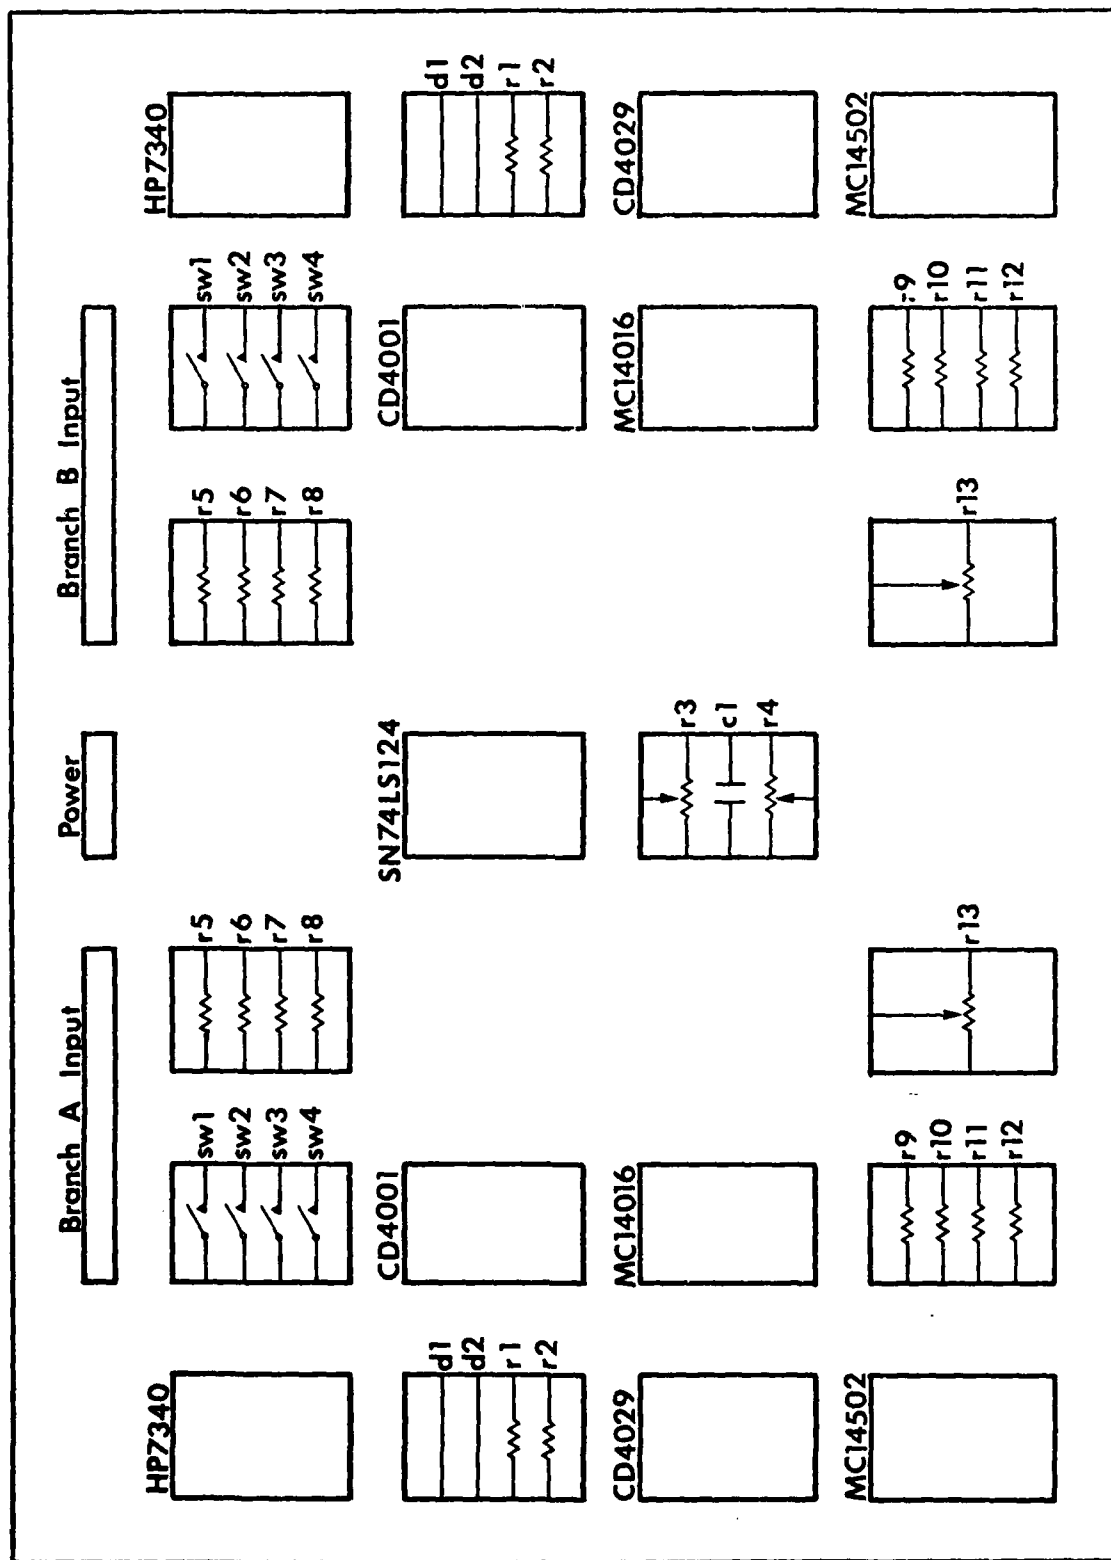 Branch A Input
Power
Branch B Input
HP7340
sw1
sw2
sw3
sw4
r5
r6
r7
r8
r5
r6
r7
r8
sw1
sw2
sw3
sw4
HP7340
d1
d2
r1
r2
CD4001
SN74LS124
CD4001
d1
d2
r1
r2
CD4029
MC14016
r3
c1
r4
MC14016
CD4029
MC14502
r9
r10
r11
r12
r13
r13
r9
r10
r11
r12
MC14502